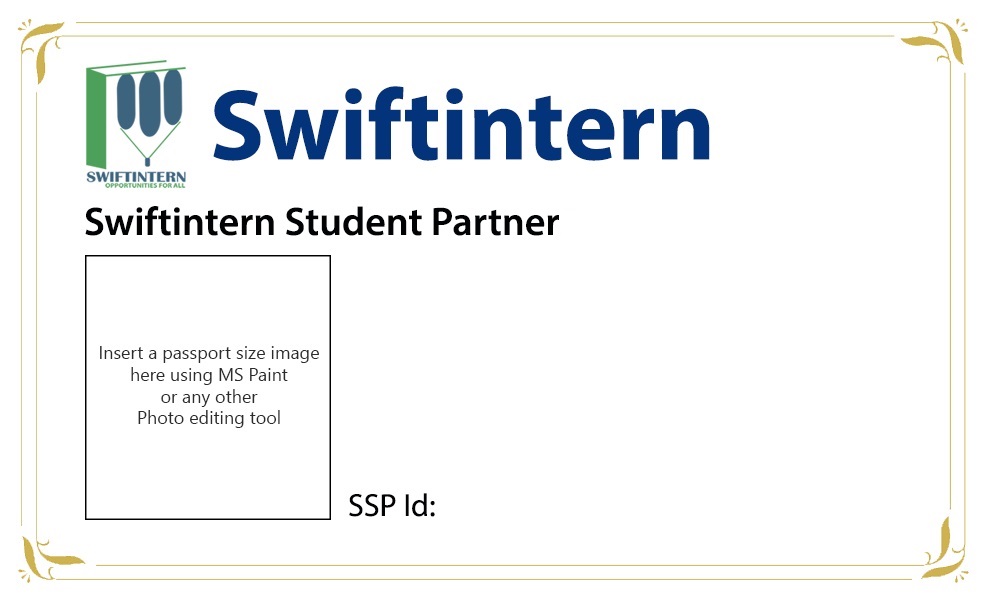 Swiftintern
SWIFTINTERN
OPPORTUNITIES FOR ALL
Swiftintern Student Partner
Insert a passport size image
here using MS Paint
or any other
Photo editing tool
SSP Id: